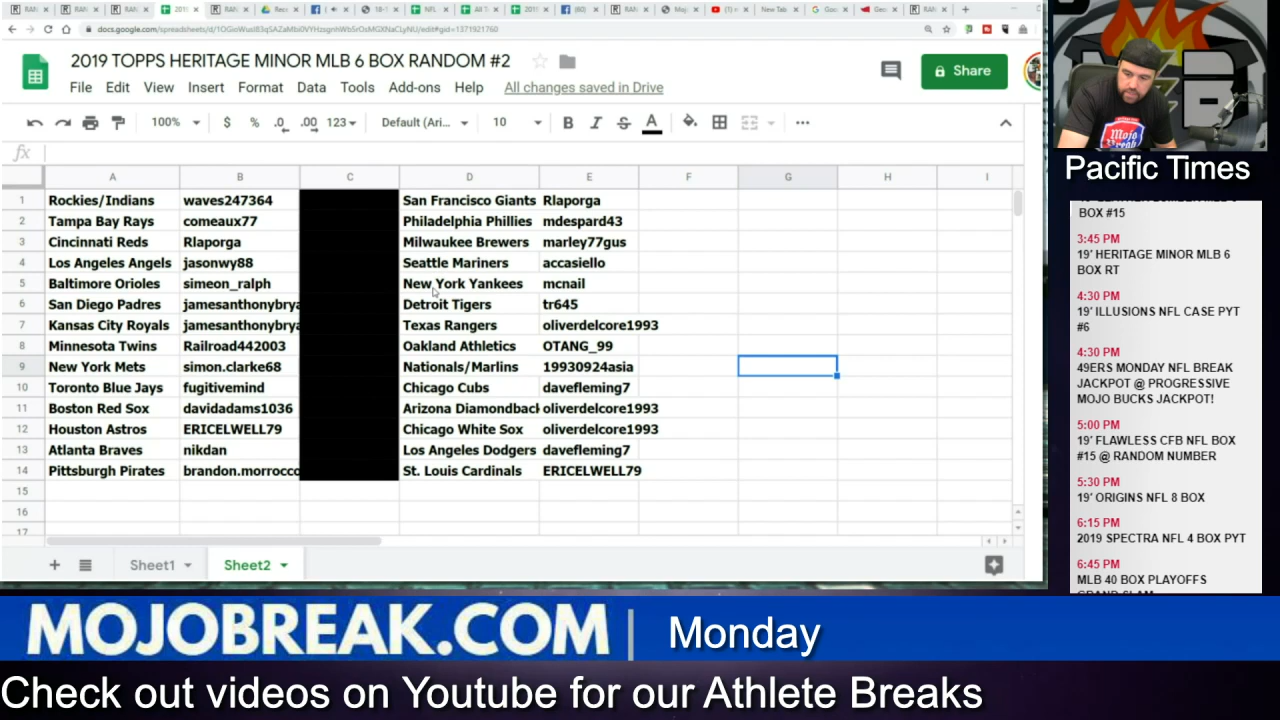 docs.google.com/spreadsheets/d/
2019 TOPPS HERITAGE MINOR MLB 6 BOX RANDOM #2
Share
File Edit View Insert Format Data Tools Add-ons Help All changes saved in Drive
100% $ % .0 .00 123 Default (Ari... 10 B I S A
fx
A B C D E F G H I
1 Rockies/Indians waves247364 San Francisco Giants Rlaporga
2 Tampa Bay Rays comeaux77 Philadelphia Phillies mdespard43
3 Cincinnati Reds Rlaporga Milwaukee Brewers marley77gus
4 Los Angeles Angels jasonwy88 Seattle Mariners accasiello
5 Baltimore Orioles simeon_ralph New York Yankees mcnail
6 San Diego Padres jamesanthonybrya Detroit Tigers tr645
7 Kansas City Royals jamesanthonybrya Texas Rangers oliverdelcore1993
8 Minnesota Twins Railroad442003 Oakland Athletics OTANG_99
9 New York Mets simon.clarke68 Nationals/Marlins 19930924asia
10 Toronto Blue Jays fugitivemind Chicago Cubs davefleming7
11 Boston Red Sox davidadams1036 Arizona Diamondback oliverdelcore1993
12 Houston Astros ERICELWELL79 Chicago White Sox oliverdelcore1993
13 Atlanta Braves nikdan Los Angeles Dodgers davefleming7
14 Pittsburgh Pirates brandon.morrocco St. Louis Cardinals ERICELWELL79
15
16
17
Sheet1 Sheet2
Mojo Break
Pacific Times
BOX #15
3:45 PM
19' HERITAGE MINOR MLB 6
BOX RT
4:30 PM
19' ILLUSIONS NFL CASE PYT
#6
4:30 PM
49ERS MONDAY NFL BREAK
JACKPOT @ PROGRESSIVE
MOJO BUCKS JACKPOT!
5:00 PM
19' FLAWLESS CFB NFL BOX
#15 @ RANDOM NUMBER
5:30 PM
19' ORIGINS NFL 8 BOX
6:15 PM
2019 SPECTRA NFL 4 BOX PYT
6:45 PM
MLB 40 BOX PLAYOFFS
GRAND SLAM
MOJOBREAK.COM | Monday
Check out videos on Youtube for our Athlete Breaks